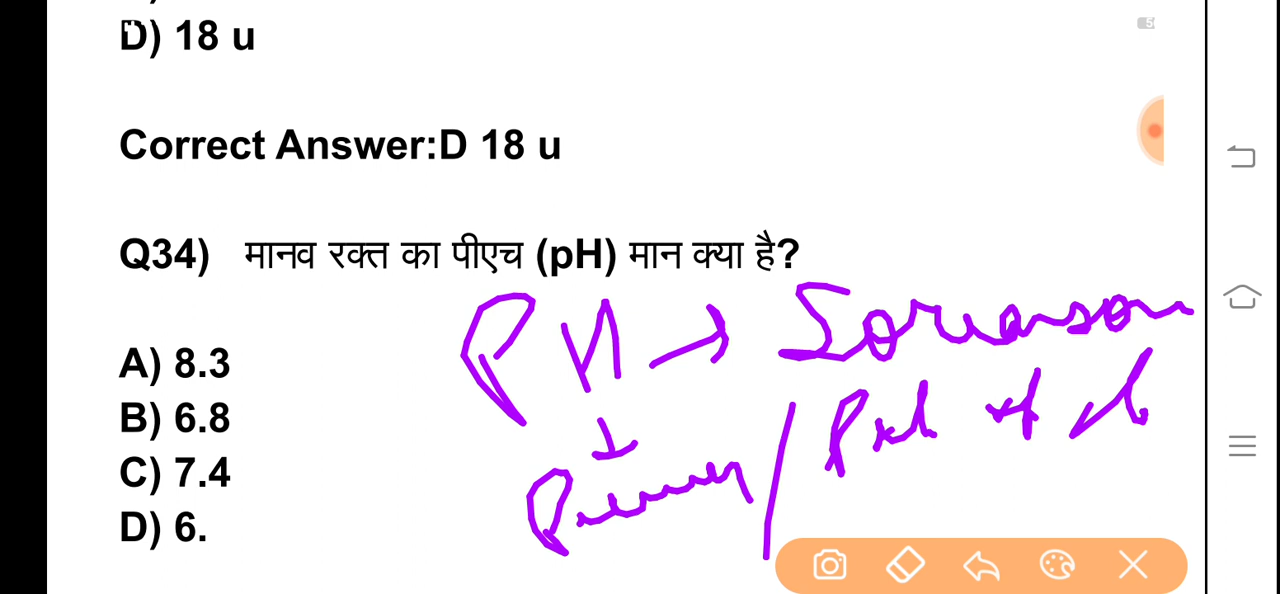 D) 18 u
Correct Answer:D 18 u
Q34) मानव रक्त का पीएच (pH) मान क्या है?
PH → Sorenson
A) 8.3
B) 6.8
C) 7.4
D) 6.